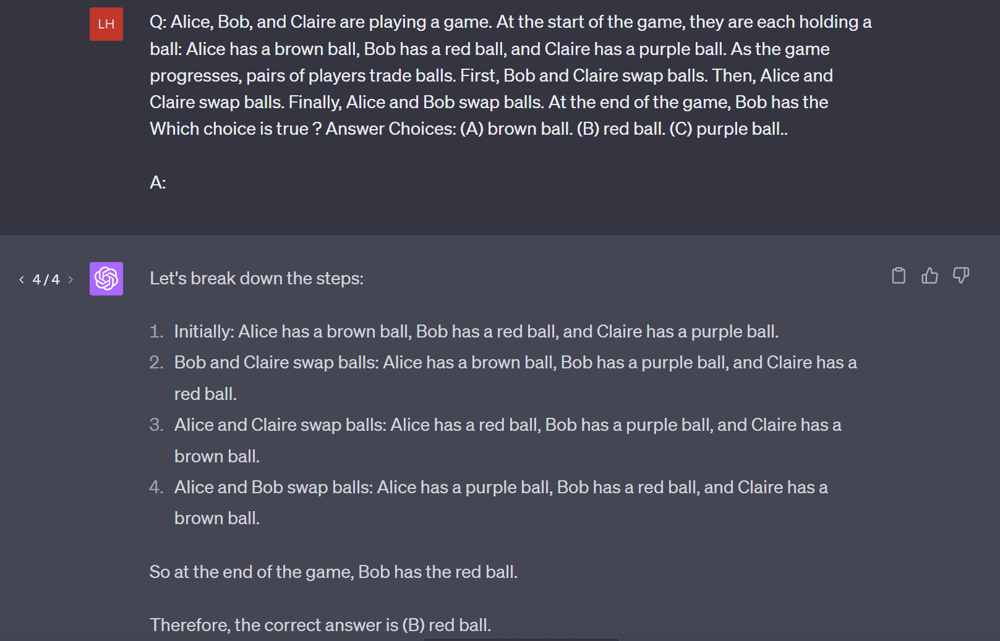 LH
Q: Alice, Bob, and Claire are playing a game. At the start of the game, they are each holding a
ball: Alice has a brown ball, Bob has a red ball, and Claire has a purple ball. As the game
progresses, pairs of players trade balls. First, Bob and Claire swap balls. Then, Alice and
Claire swap balls. Finally, Alice and Bob swap balls. At the end of the game, Bob has the
Which choice is true ? Answer Choices: (A) brown ball. (B) red ball. (C) purple ball..
A:
< 4 / 4 >
Let's break down the steps:
1. Initially: Alice has a brown ball, Bob has a red ball, and Claire has a purple ball.
2. Bob and Claire swap balls: Alice has a brown ball, Bob has a purple ball, and Claire has a
red ball.
3. Alice and Claire swap balls: Alice has a red ball, Bob has a purple ball, and Claire has a
brown ball.
4. Alice and Bob swap balls: Alice has a purple ball, Bob has a red ball, and Claire has a
brown ball.
So at the end of the game, Bob has the red ball.
Therefore, the correct answer is (B) red ball.